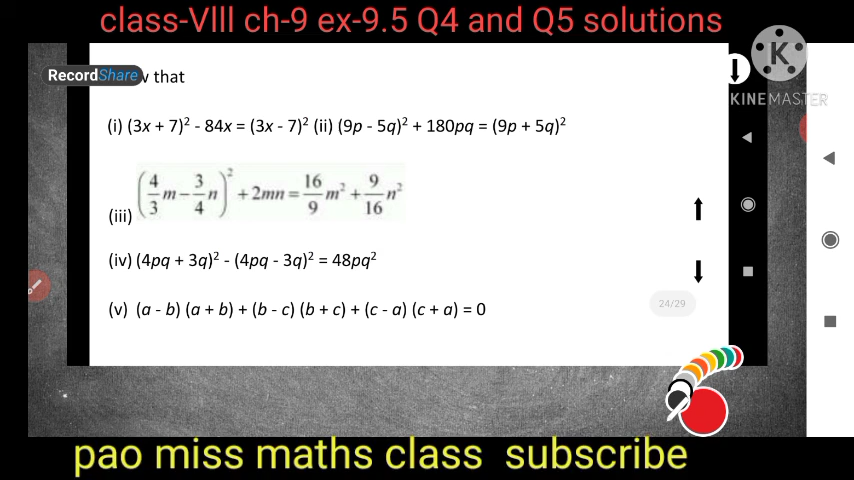 class-VIII ch-9 ex-9.5 Q4 and Q5 solutions
RecordShare w that
KINEMASTER
(i) (3x + 7)² - 84x = (3x - 7)² (ii) (9p - 5q)² + 180pq = (9p + 5q)²
(iii) (4/3 m − 3/4 n)² + 2mn = 16/9 m² + 9/16 n²
(iv) (4pq + 3q)² - (4pq - 3q)² = 48pq²
24/29
(v) (a - b) (a + b) + (b - c) (b + c) + (c - a) (c + a) = 0
pao miss maths class subscribe